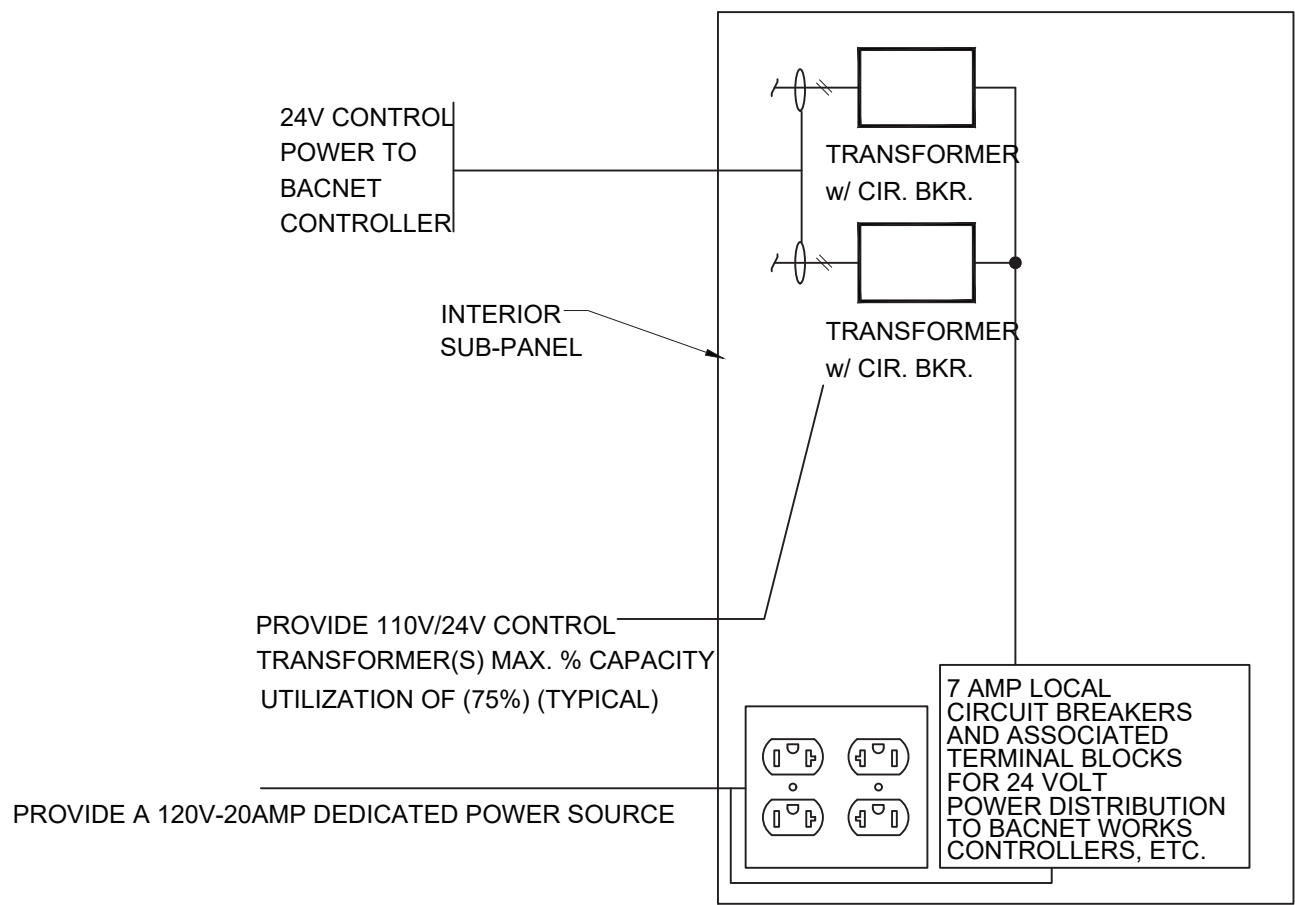 24V CONTROL
POWER TO
BACNET
CONTROLLER
TRANSFORMER
w/ CIR. BKR.
INTERIOR
SUB-PANEL
TRANSFORMER
w/ CIR. BKR.
PROVIDE 110V/24V CONTROL
TRANSFORMER(S) MAX. % CAPACITY
UTILIZATION OF (75%) (TYPICAL)
7 AMP LOCAL
CIRCUIT BREAKERS
AND ASSOCIATED
TERMINAL BLOCKS
FOR 24 VOLT
POWER DISTRIBUTION
TO BACNET WORKS
CONTROLLERS, ETC.
PROVIDE A 120V-20AMP DEDICATED POWER SOURCE